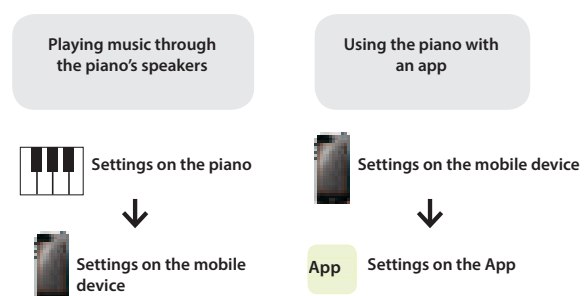 Playing music through
the piano’s speakers
Settings on the piano
Settings on the mobile
device
Using the piano with
an app
Settings on the mobile device
App
Settings on the App